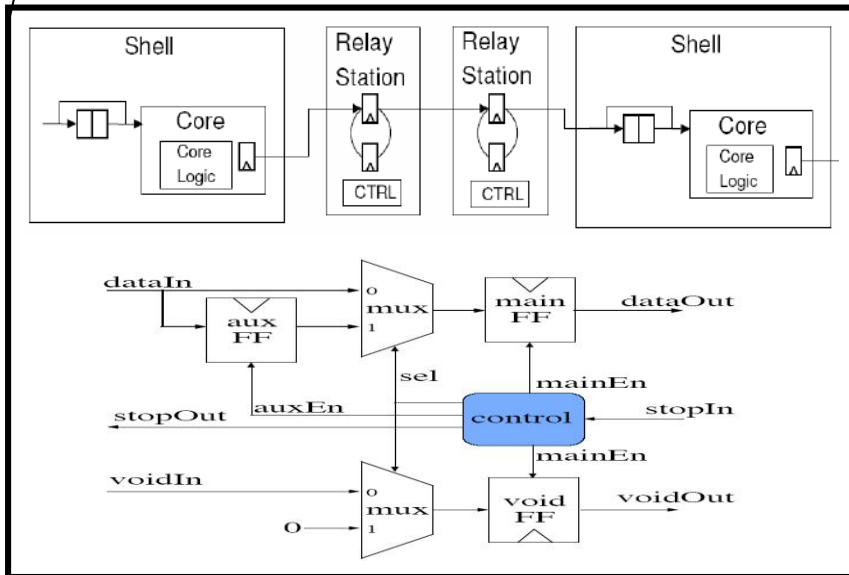 Shell
Core
Core
Logic
Relay
Station
CTRL
Relay
Station
CTRL
Shell
Core
Core
Logic
dataIn
aux
FF
0
mux
1
main
FF
dataOut
sel
auxEn
mainEn
stopOut
control
stopIn
mainEn
voidIn
0
mux
0
1
void
FF
voidOut